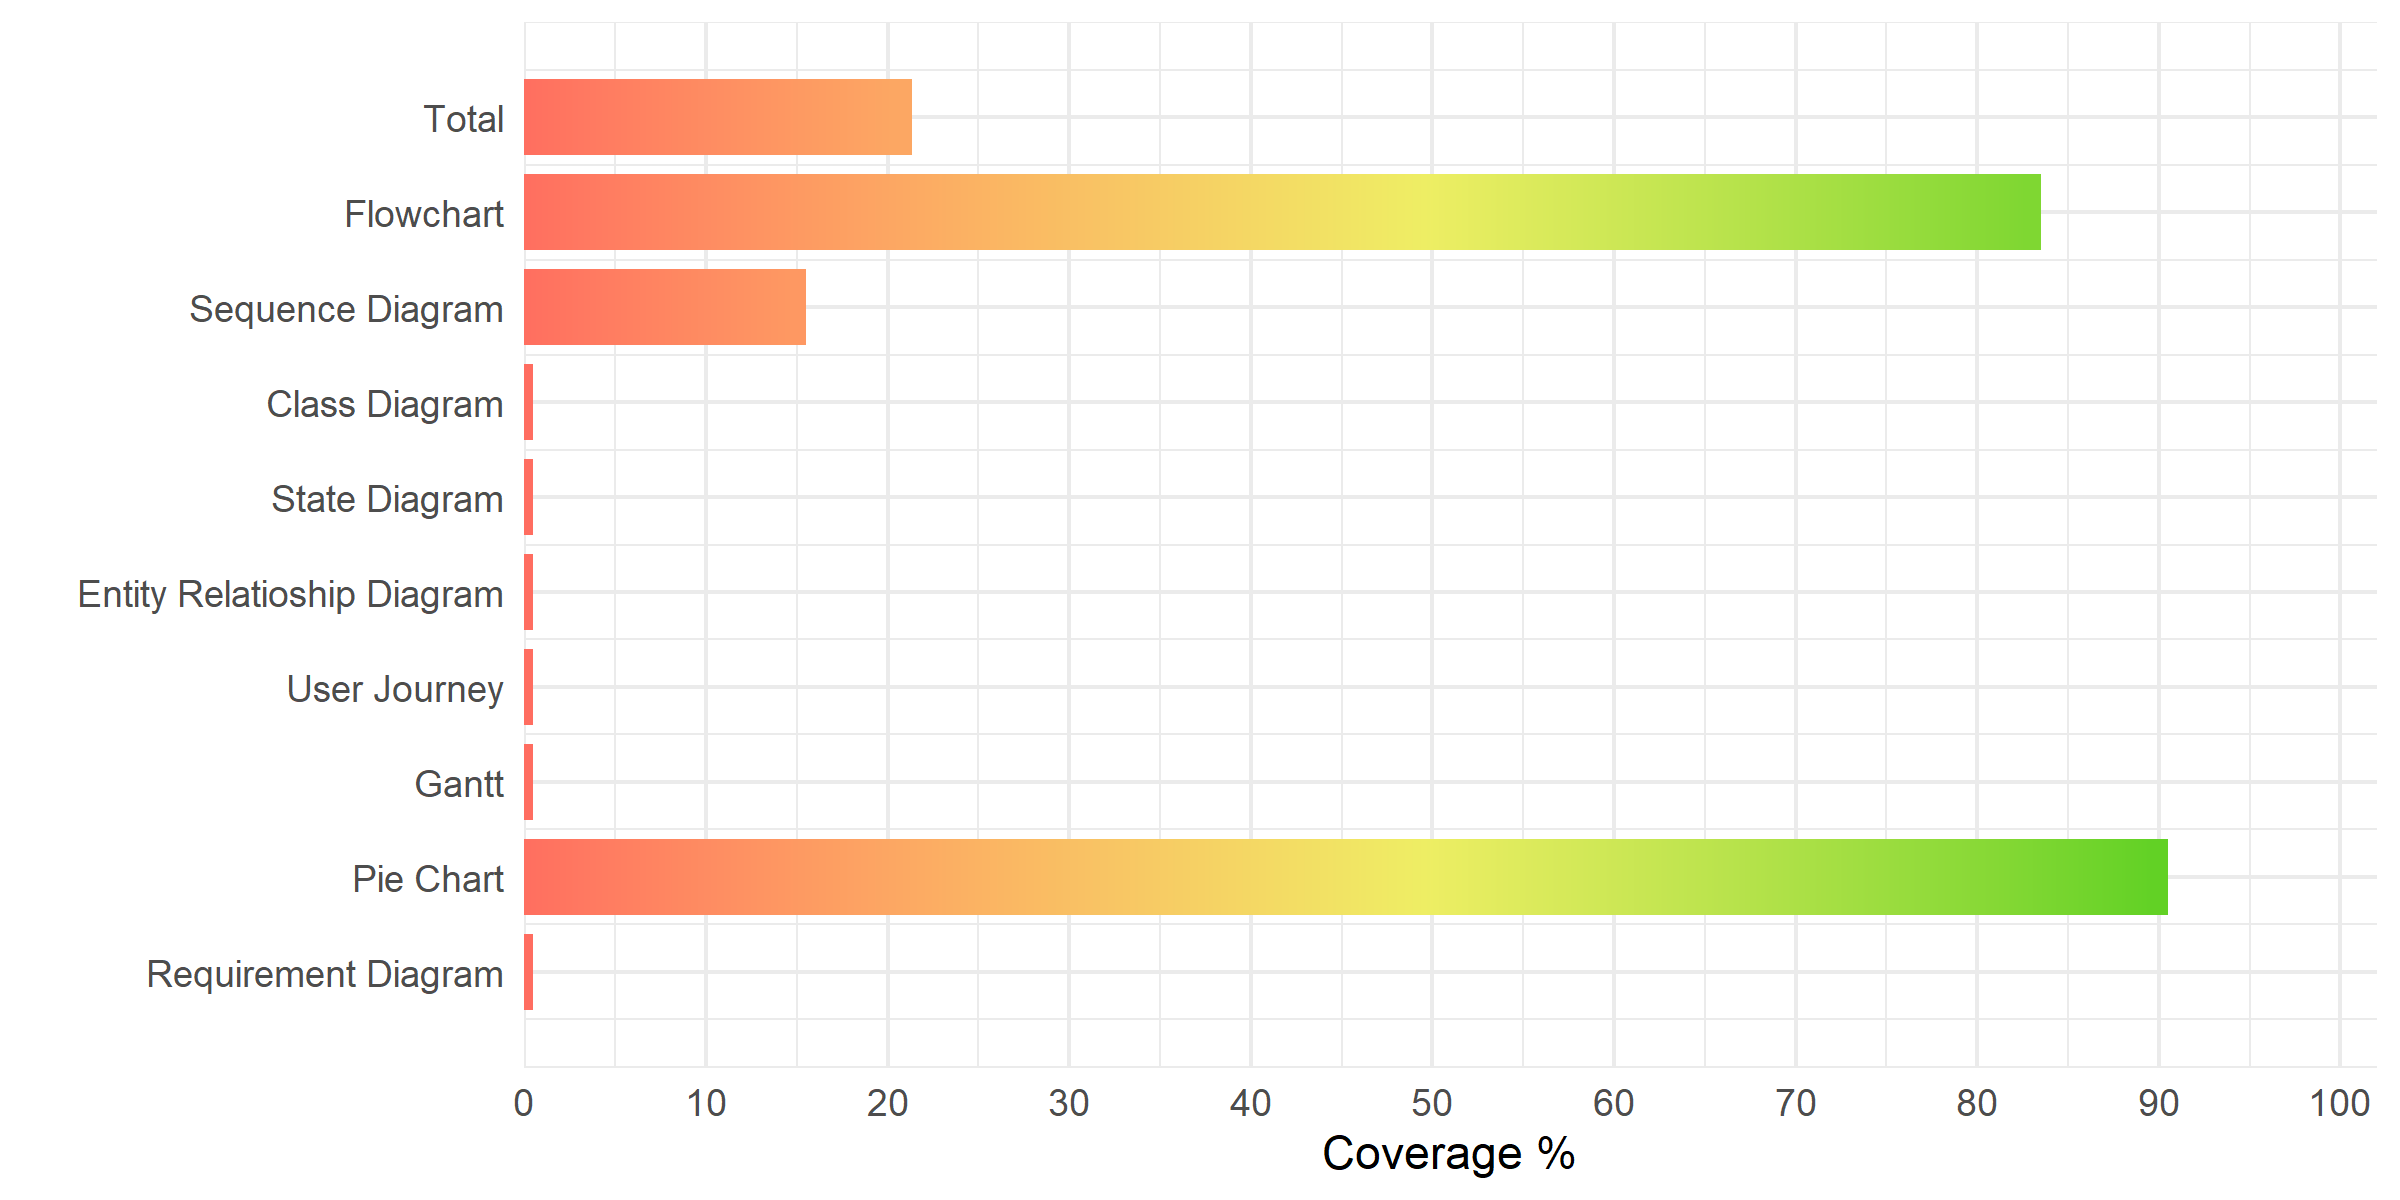 Total
Flowchart
Sequence Diagram
Class Diagram
State Diagram
Entity Relatioship Diagram
User Journey
Gantt
Pie Chart
Requirement Diagram
0 10 20 30 40 50 60 70 80 90 100
Coverage %